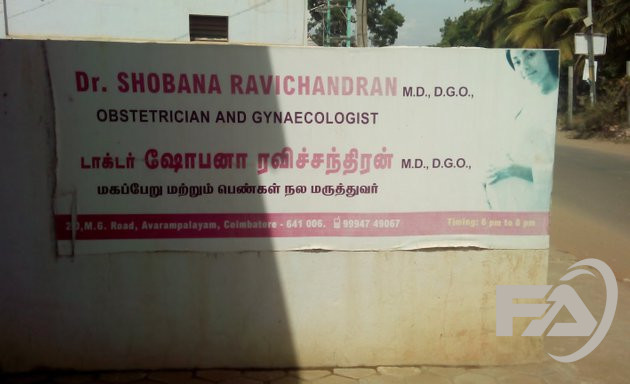 Dr. SHOBANA RAVICHANDRAN M.D., D.G.O.,
OBSTETRICIAN AND GYNAECOLOGIST
டாக்டர் ஷோபனா ரவிச்சந்திரன் M.D., D.G.O.,
மகப்பேறு மற்றும் பெண்கள் நல மருத்துவர்
M.G. Road, Avarampalayam, Coimbatore - 641 006. 99947 49067 Timing: 6 pm to 8 pm
FA